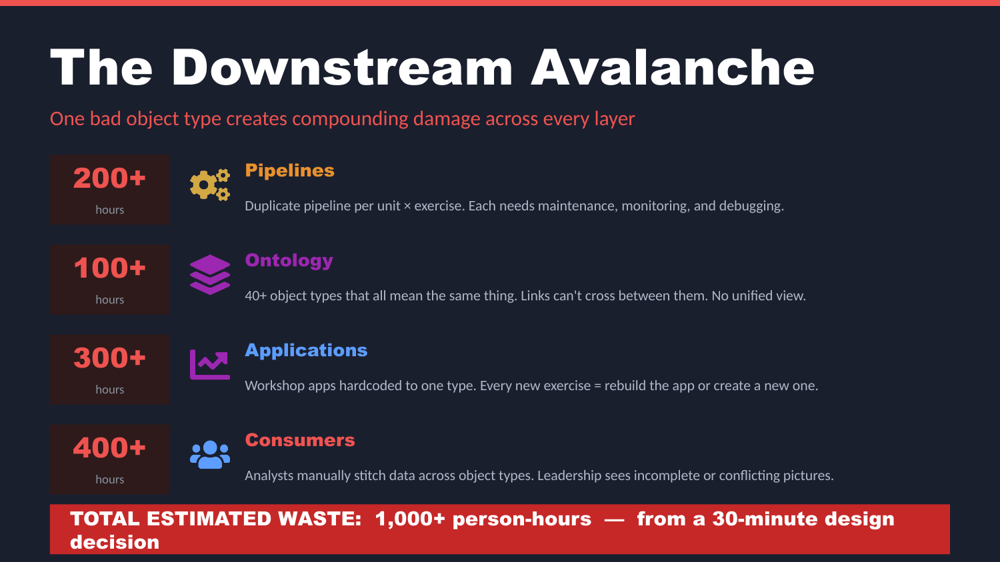 The Downstream Avalanche
One bad object type creates compounding damage across every layer
200+
hours
Pipelines
Duplicate pipeline per unit × exercise. Each needs maintenance, monitoring, and debugging.
100+
hours
Ontology
40+ object types that all mean the same thing. Links can't cross between them. No unified view.
300+
hours
Applications
Workshop apps hardcoded to one type. Every new exercise = rebuild the app or create a new one.
400+
hours
Consumers
Analysts manually stitch data across object types. Leadership sees incomplete or conflicting pictures.
TOTAL ESTIMATED WASTE:  1,000+ person-hours  —  from a 30-minute design
decision